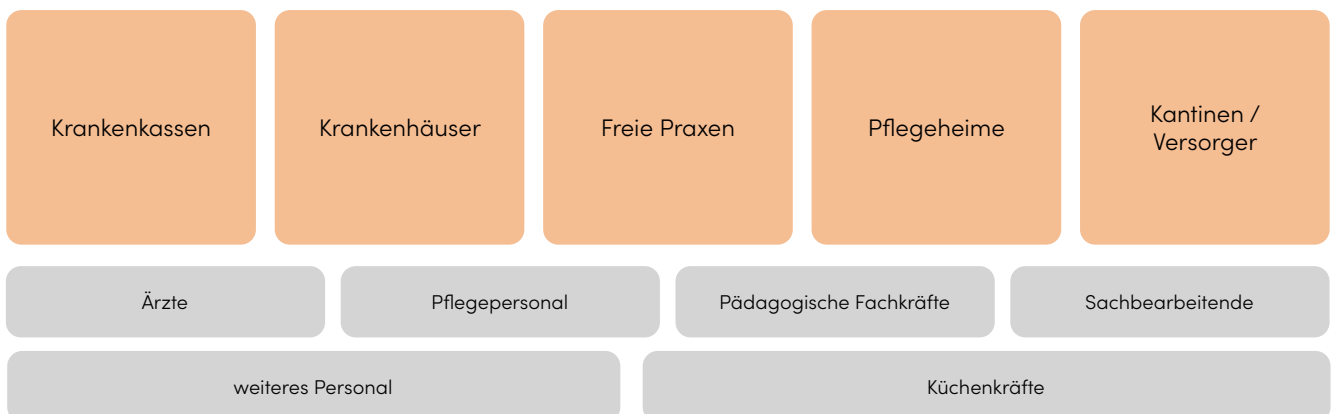 Krankenkassen
Krankenhäuser
Freie Praxen
Pflegeheime
Kantinen /
Versorger
Ärzte
Pflegepersonal
Pädagogische Fachkräfte
Sachbearbeitende
weiteres Personal
Küchenkräfte